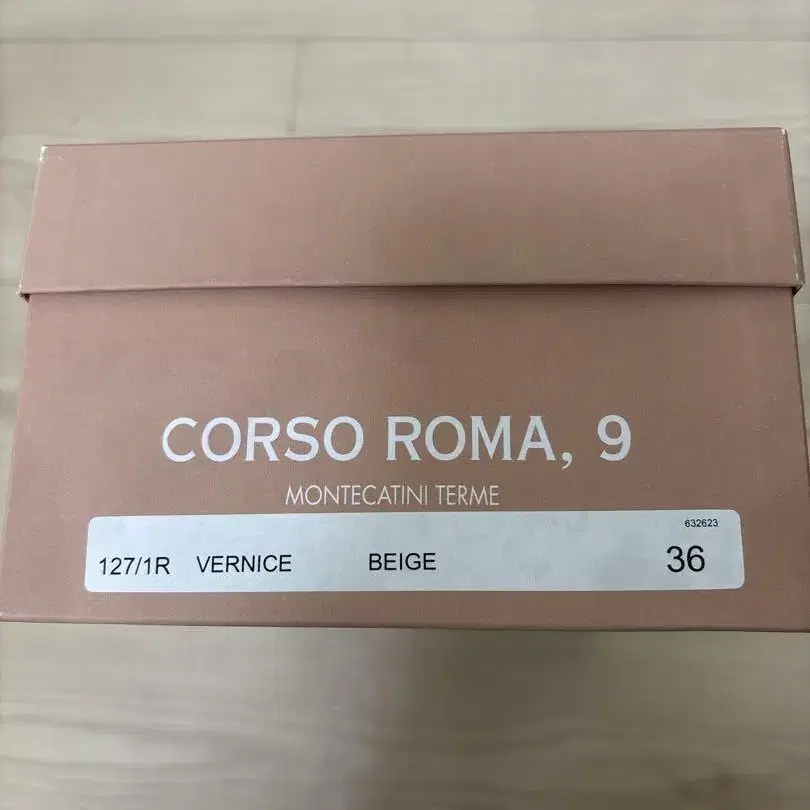 CORSO ROMA, 9
MONTECATINI TERME
632623
127/1R VERNICE BEIGE 36